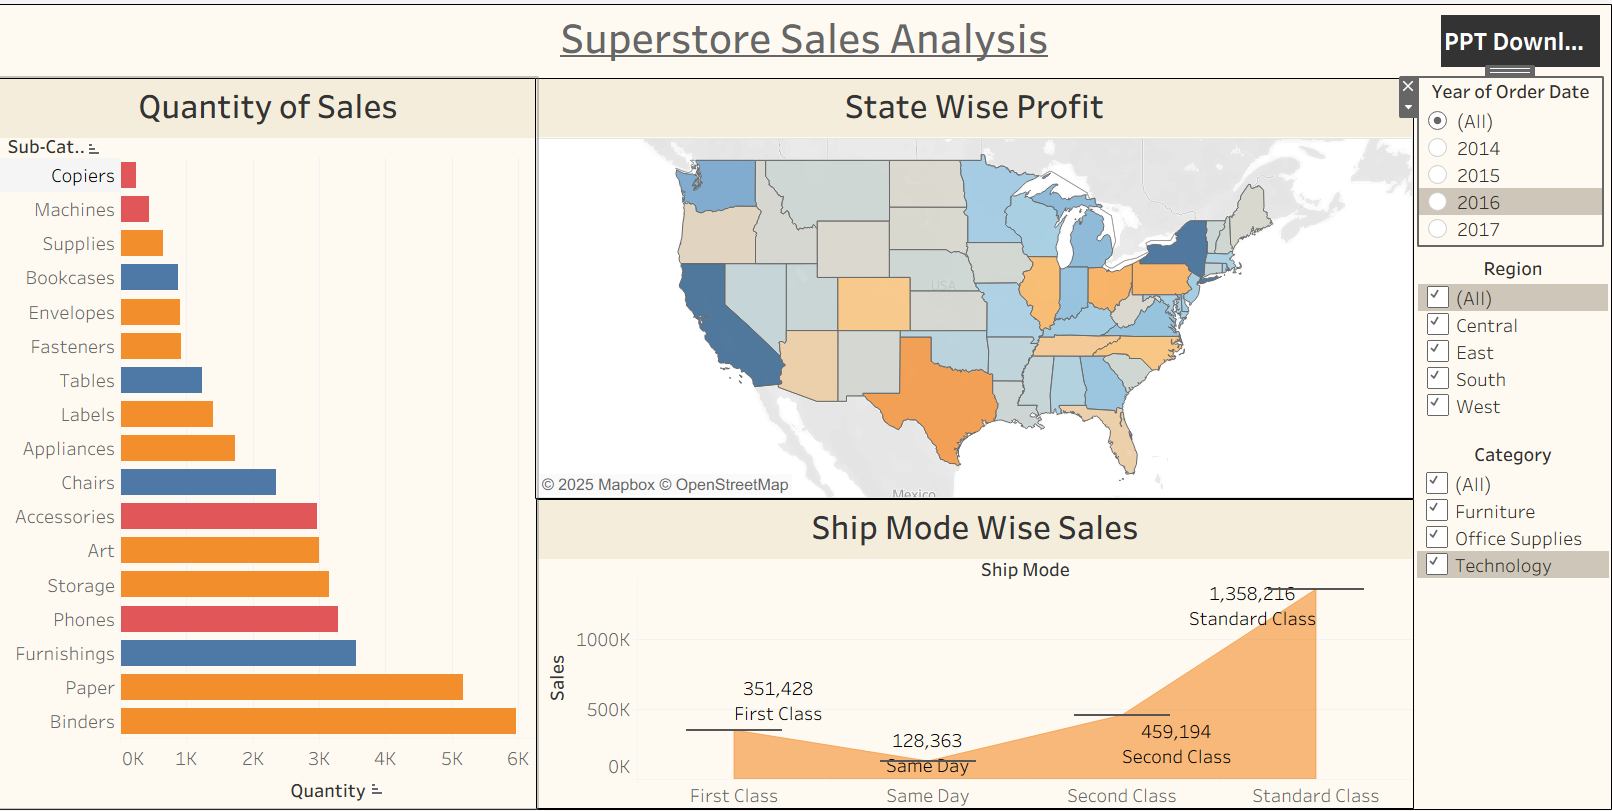 Superstore Sales Analysis
PPT Downl...
Quantity of Sales
Sub-Cat..
Copiers
Machines
Supplies
Bookcases
Envelopes
Fasteners
Tables
Labels
Appliances
Chairs
Accessories
Art
Storage
Phones
Furnishings
Paper
Binders
0K 1K 2K 3K 4K 5K 6K
Quantity
State Wise Profit
USA
Mexico
© 2025 Mapbox © OpenStreetMap
Ship Mode Wise Sales
Ship Mode
Sales
1000K
500K
0K
351,428
First Class
128,363
Same Day
459,194
Second Class
1,358,216
Standard Class
First Class Same Day Second Class Standard Class
Year of Order Date
(All)
2014
2015
2016
2017
Region
(All)
Central
East
South
West
Category
(All)
Furniture
Office Supplies
Technology